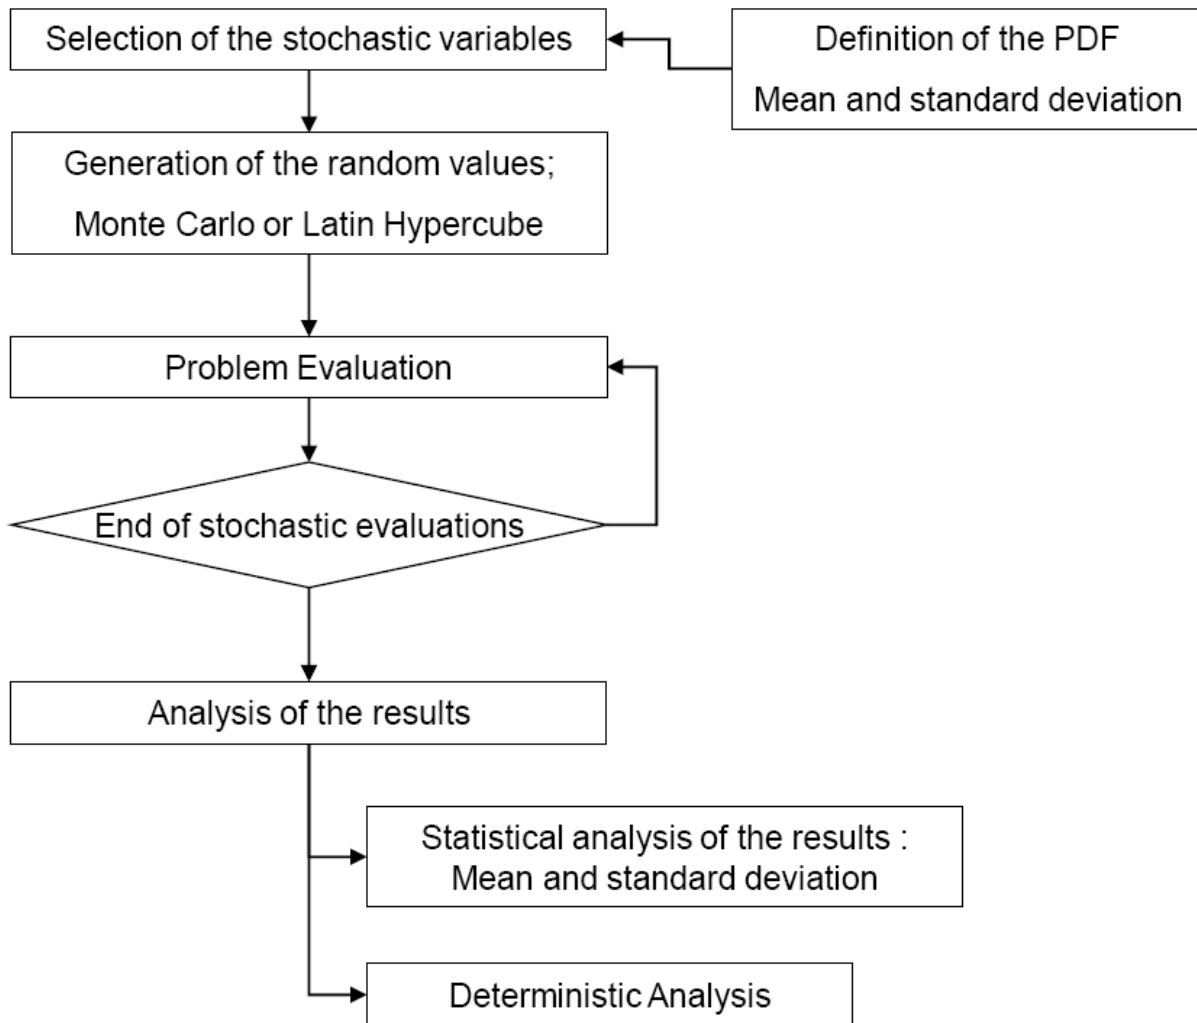 Selection of the stochastic variables
Definition of the PDF
Mean and standard deviation
Generation of the random values;
Monte Carlo or Latin Hypercube
Problem Evaluation
End of stochastic evaluations
Analysis of the results
Statistical analysis of the results :
Mean and standard deviation
Deterministic Analysis